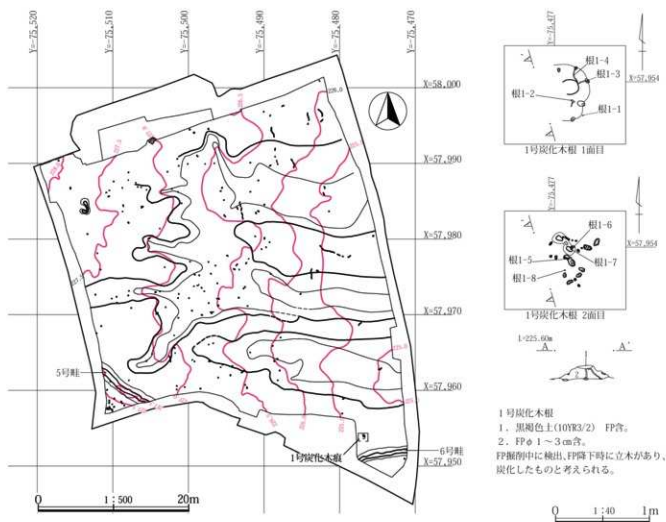 Y=-75,520
Y=-75,510
Y=-75,500
Y=-75,490
Y=-75,480
Y=-75,470
X=58,000
X=57,990
X=57,980
X=57,970
X=57,960
X=57,950
5号畦
6号畦
1号炭化木痕
0
1:500
20m
Y=-75,477
根1-4
根1-3
根1-2
根1-1
X=57,954
1号炭化木根 1面目
Y=-75,477
根1-6
根1-7
根1-5
根1-8
X=57,954
1号炭化木根 2面目
L=225.60m
A
A'
2
1号炭化木根
1. 黒褐色土(10YR3/2) FP含。
2. FPφ1~3㎝含。
FP掘削中に検出、FP降下時に立木があり、
炭化したものと考えられる。
0
1:40
1m